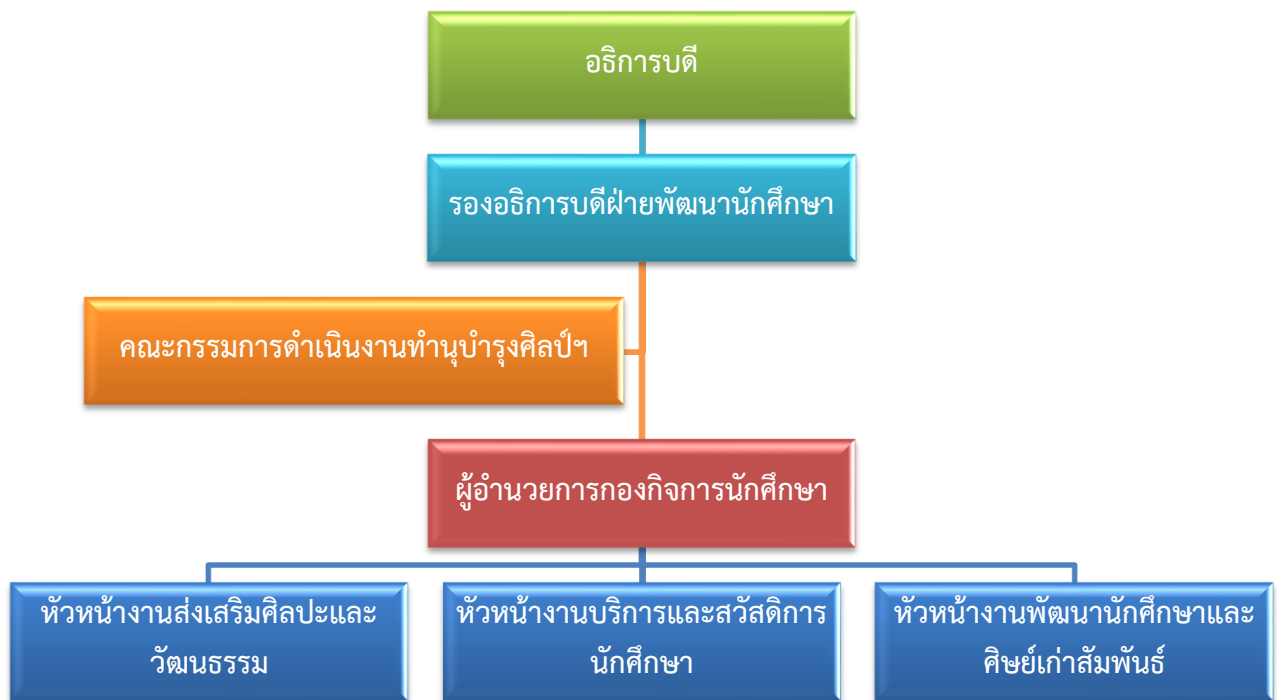 อธิการบดี
รองอธิการบดีฝ่ายพัฒนานักศึกษา
คณะกรรมการดำเนินงานทำนุบำรุงศิลป์ฯ
ผู้อำนวยการกองกิจการนักศึกษา
หัวหน้างานส่งเสริมศิลปะและ
วัฒนธรรม
หัวหน้างานบริการและสวัสดิการ
นักศึกษา
หัวหน้างานพัฒนานักศึกษาและ
ศิษย์เก่าสัมพันธ์